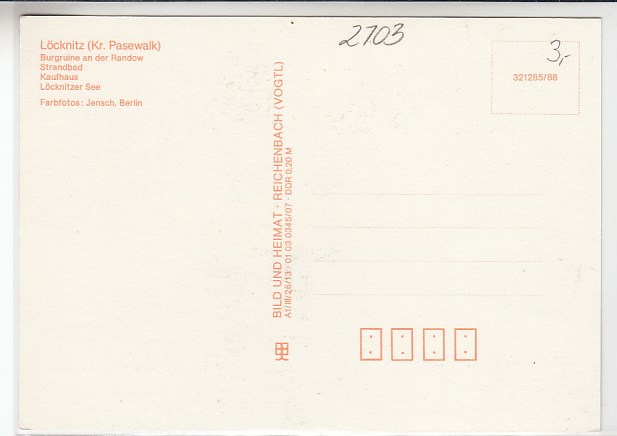 Löcknitz (Kr. Pasewalk)
Burgruine an der Randow
Strandbad
Kaufhaus
Löcknitzer See
Farbfotos: Jensch, Berlin
BILD UND HEIMAT · REICHENBACH (VOGTL)
A1/III/26/13 · 01 03 0345/07 · DDR 0,20 M
2703
3,-
321285/88